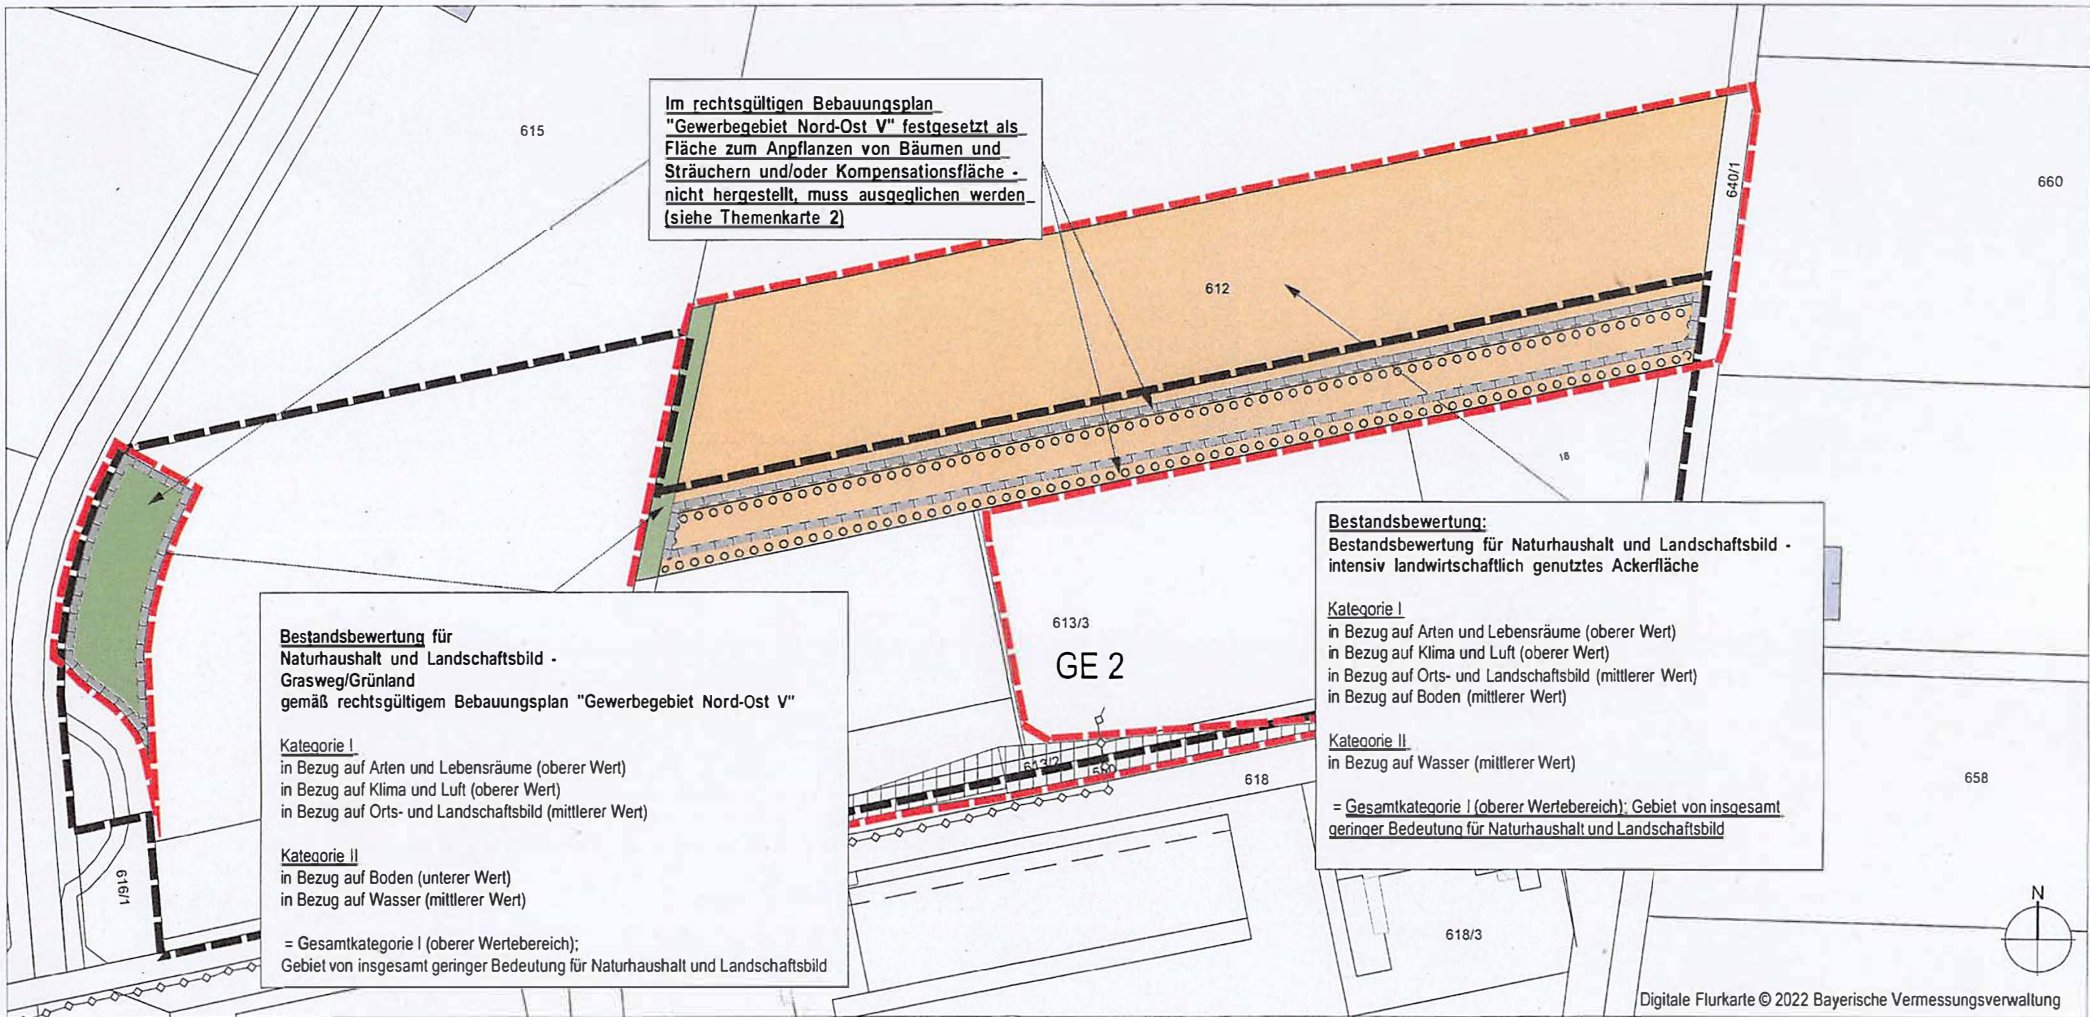 615
Im rechtsgültigen Bebauungsplan
"Gewerbegebiet Nord-Ost V" festgesetzt als
Fläche zum Anpflanzen von Bäumen und
Sträuchern und/oder Kompensationsfläche -
nicht hergestellt, muss ausgeglichen werden
(siehe Themenkarte 2)
640/1
660
612
Bestandsbewertung für
Naturhaushalt und Landschaftsbild -
Grasweg/Grünland
gemäß rechtsgültigem Bebauungsplan "Gewerbegebiet Nord-Ost V"
Kategorie I
in Bezug auf Arten und Lebensräume (oberer Wert)
in Bezug auf Klima und Luft (oberer Wert)
in Bezug auf Orts- und Landschaftsbild (mittlerer Wert)
Kategorie II
in Bezug auf Boden (unterer Wert)
in Bezug auf Wasser (mittlerer Wert)
= Gesamtkategorie I (oberer Wertebereich);
Gebiet von insgesamt geringer Bedeutung für Naturhaushalt und Landschaftsbild
616/1
613/3
GE 2
613/2
618
Bestandsbewertung:
Bestandsbewertung für Naturhaushalt und Landschaftsbild -
intensiv landwirtschaftlich genutztes Ackerfläche
Kategorie I
in Bezug auf Arten und Lebensräume (oberer Wert)
in Bezug auf Klima und Luft (oberer Wert)
in Bezug auf Orts- und Landschaftsbild (mittlerer Wert)
in Bezug auf Boden (mittlerer Wert)
Kategorie II
in Bezug auf Wasser (mittlerer Wert)
= Gesamtkategorie I (oberer Wertebereich); Gebiet von insgesamt
geringer Bedeutung für Naturhaushalt und Landschaftsbild
658
618/3
N
Digitale Flurkarte © 2022 Bayerische Vermessungsverwaltung